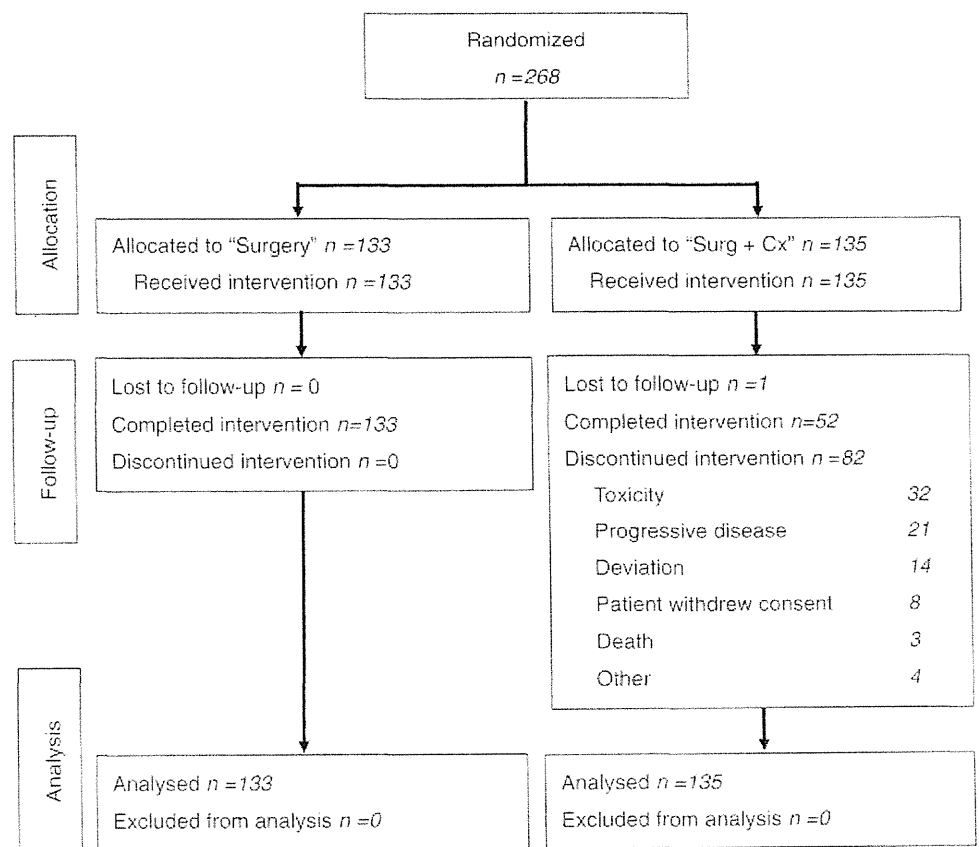 Randomized
n =268
Allocation
Allocated to “Surgery” n =133
Received intervention n =133
Allocated to “Surg + Cx” n =135
Received intervention n =135
Follow-up
Lost to follow-up n = 0
Completed intervention n=133
Discontinued intervention n =0
Lost to follow-up n =1
Completed intervention n=52
Discontinued intervention n =82
Toxicity 32
Progressive disease 21
Deviation 14
Patient withdrew consent 8
Death 3
Other 4
Analysis
Analysed n =133
Excluded from analysis n =0
Analysed n =135
Excluded from analysis n =0